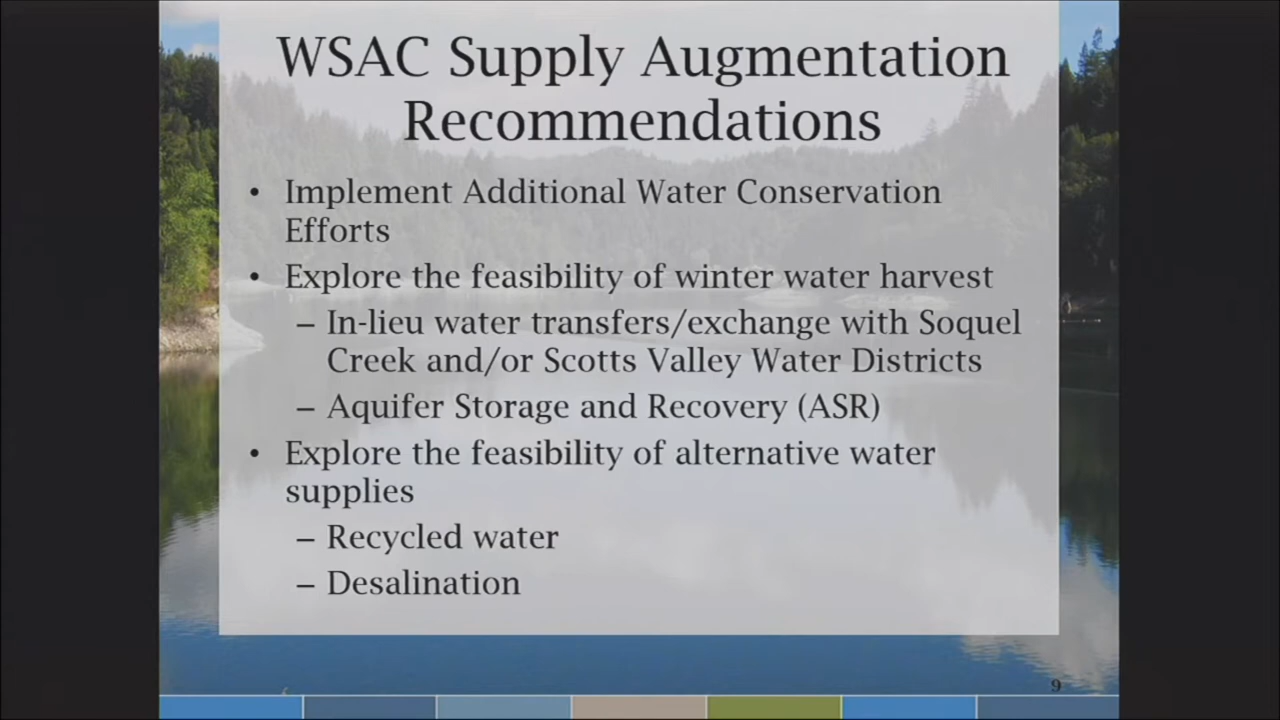 WSAC Supply Augmentation
Recommendations
• Implement Additional Water Conservation
Efforts
• Explore the feasibility of winter water harvest
– In-lieu water transfers/exchange with Soquel
Creek and/or Scotts Valley Water Districts
– Aquifer Storage and Recovery (ASR)
• Explore the feasibility of alternative water
supplies
– Recycled water
– Desalination
9